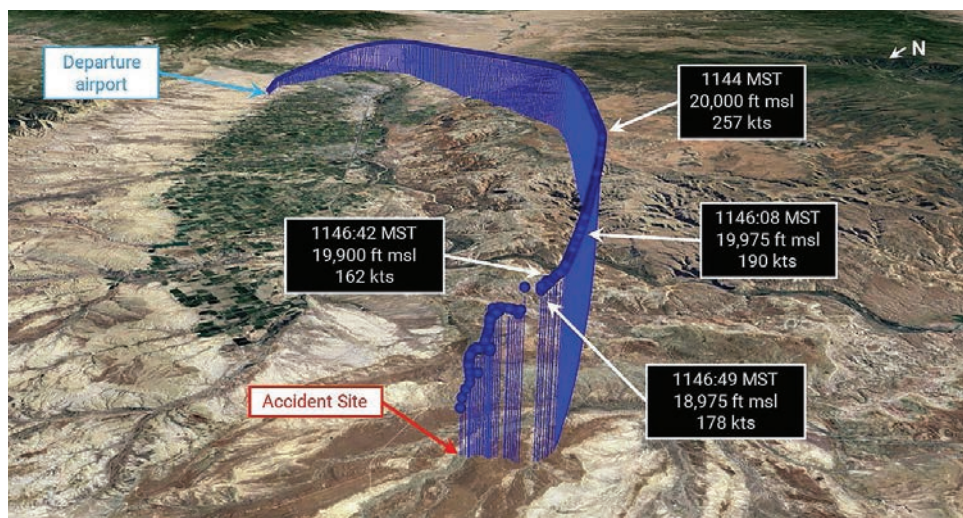 Departure
airport
N
1144 MST
20,000 ft msl
257 kts
1146:42 MST
19,900 ft msl
162 kts
1146:08 MST
19,975 ft msl
190 kts
1146:49 MST
18,975 ft msl
178 kts
Accident Site